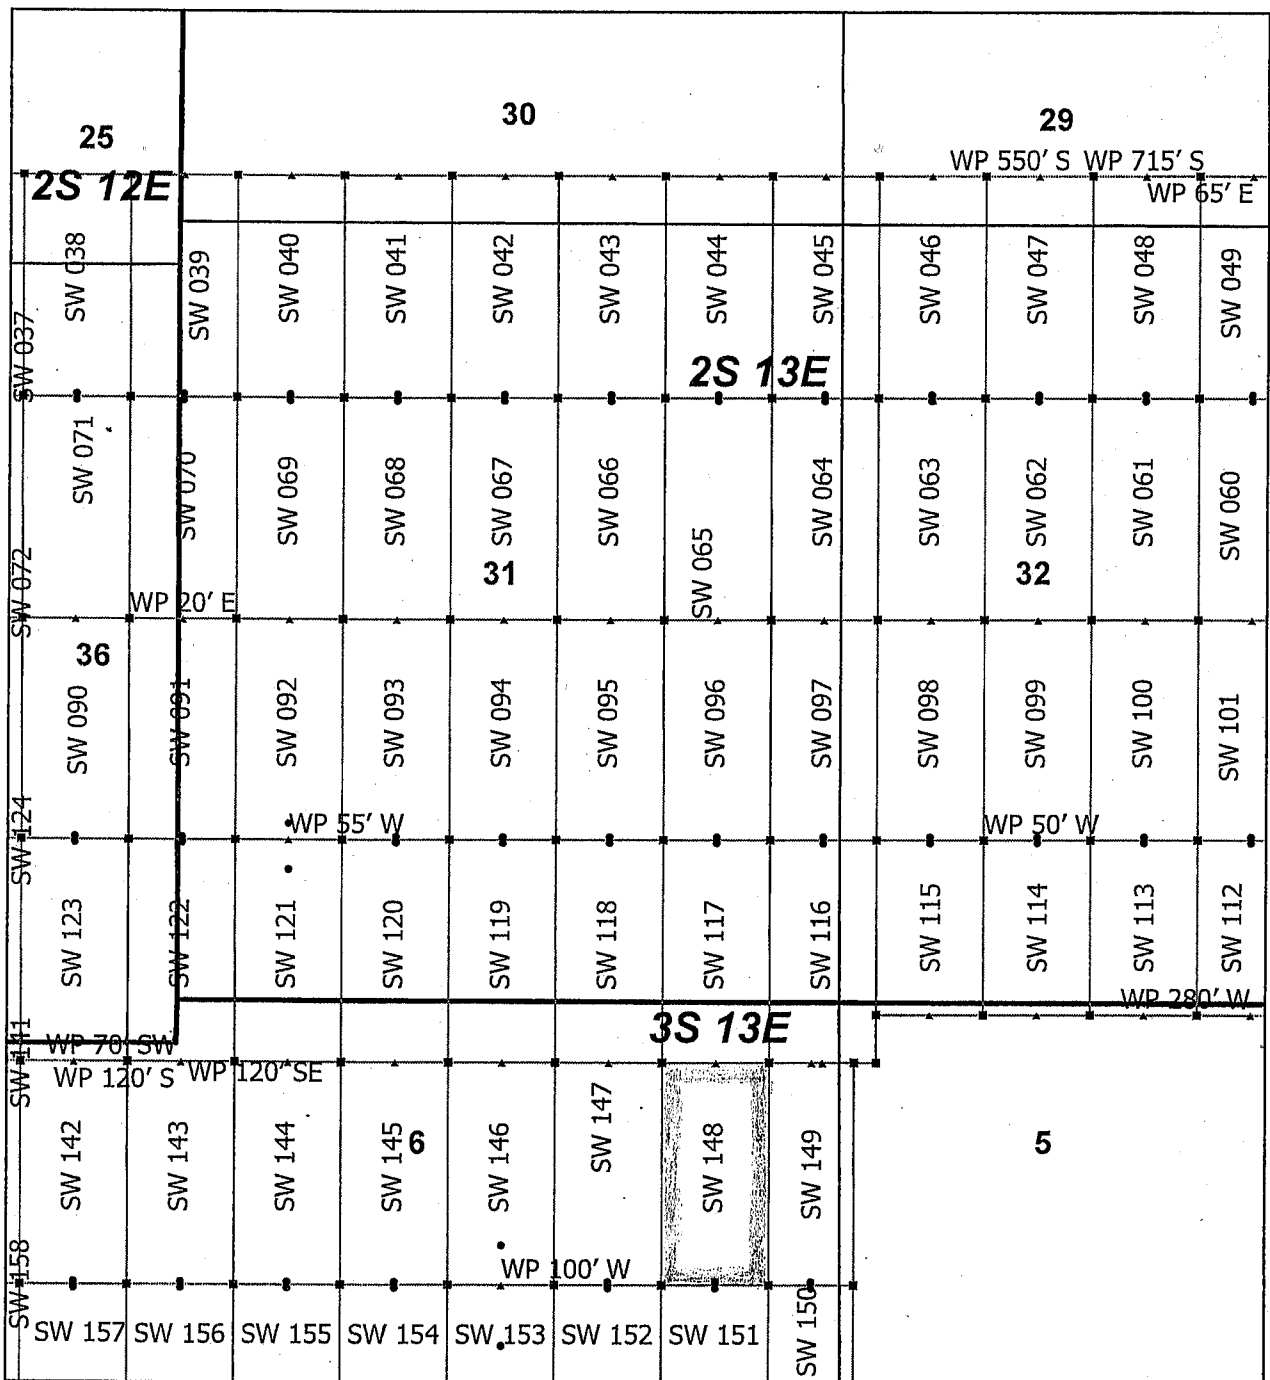 30
29
25
WP 550' S WP 715' S
2S 12E
WP 65' E
SW 038
SW 039
SW 040
SW 041
SW 042
SW 043
SW 044
SW 045
SW 046
SW 047
SW 048
SW 049
SW 037
2S 13E
SW 071
SW 070
SW 069
SW 068
SW 067
SW 066
SW 065
SW 064
SW 063
SW 062
SW 061
SW 060
SW 072
31
32
WP 20' E
36
SW 090
SW 091
SW 092
SW 093
SW 094
SW 095
SW 096
SW 097
SW 098
SW 099
SW 100
SW 101
SW 124
WP 55' W
WP 50' W
SW 123
SW 122
SW 121
SW 120
SW 119
SW 118
SW 117
SW 116
SW 115
SW 114
SW 113
SW 112
WP 280' W
3S 13E
SW 141
WP 70' SW
WP 120' S
WP 120' SE
SW 142
SW 143
SW 144
SW 145
6
SW 146
SW 147
SW 148
SW 149
5
SW 158
WP 100' W
SW 157
SW 156
SW 155
SW 154
SW 153
SW 152
SW 151
SW 150